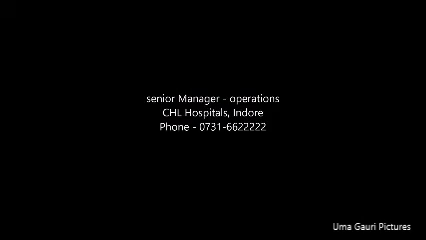 senior Manager - operations
CHL Hospitals, Indore
Phone - 0731-6622222
Uma Gauri Pictures